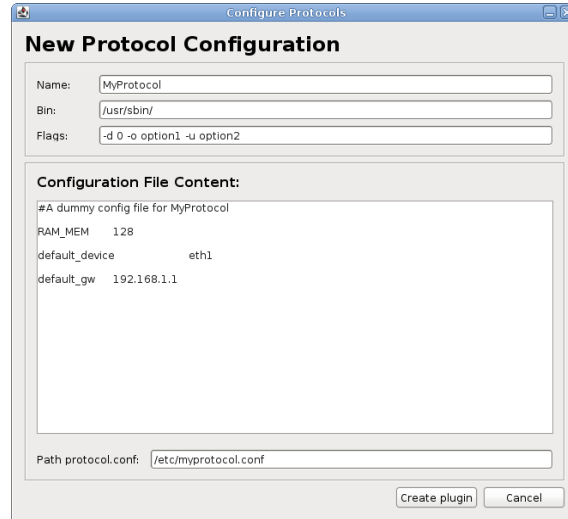 Configure Protocols
New Protocol Configuration
Name: MyProtocol
Bin: /usr/sbin/
Flags: -d 0 -o option1 -u option2
Configuration File Content:
#A dummy config file for MyProtocol
RAM_MEM 128
default_device eth1
default_gw 192.168.1.1
Path protocol.conf: /etc/myprotocol.conf
Create plugin Cancel